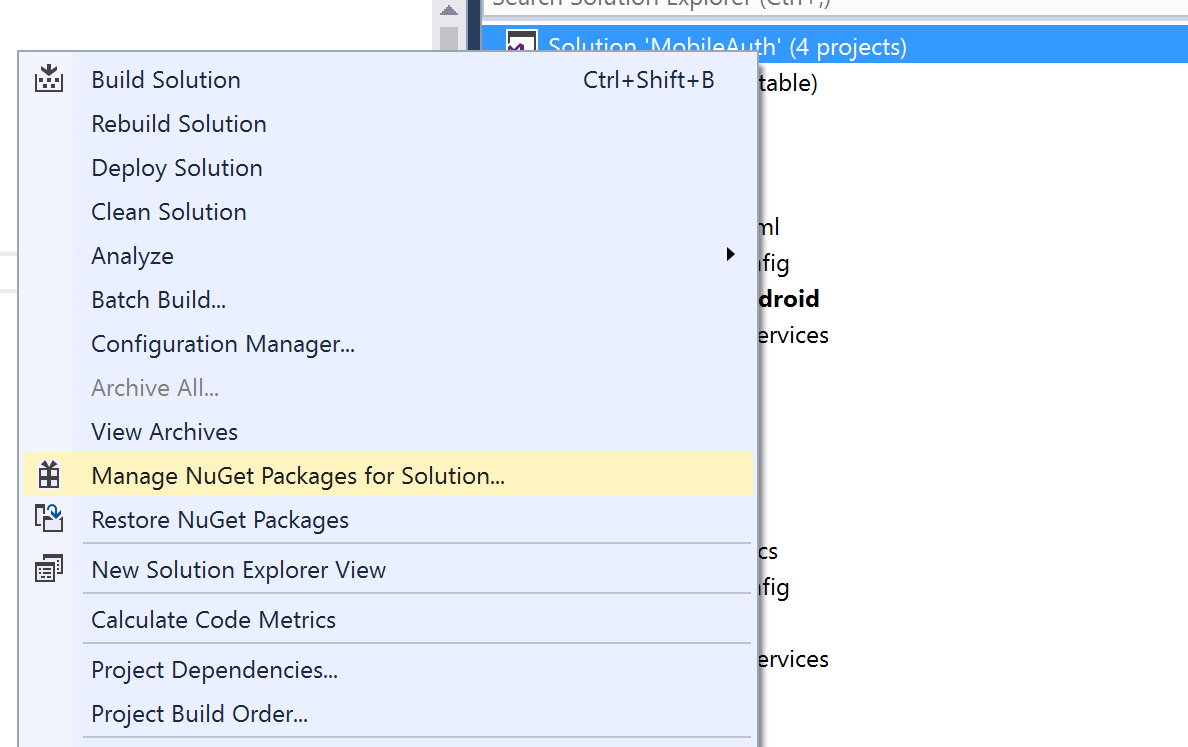 Search Solution Explorer (Ctrl+;)
Solution 'MobileAuth' (4 projects)
Build Solution Ctrl+Shift+B
table)
Rebuild Solution
Deploy Solution
Clean Solution
ml
Analyze
nfig
Batch Build...
droid
ervices
Configuration Manager...
Archive All...
View Archives
Manage NuGet Packages for Solution...
Restore NuGet Packages
cs
New Solution Explorer View
nfig
Calculate Code Metrics
ervices
Project Dependencies...
Project Build Order...